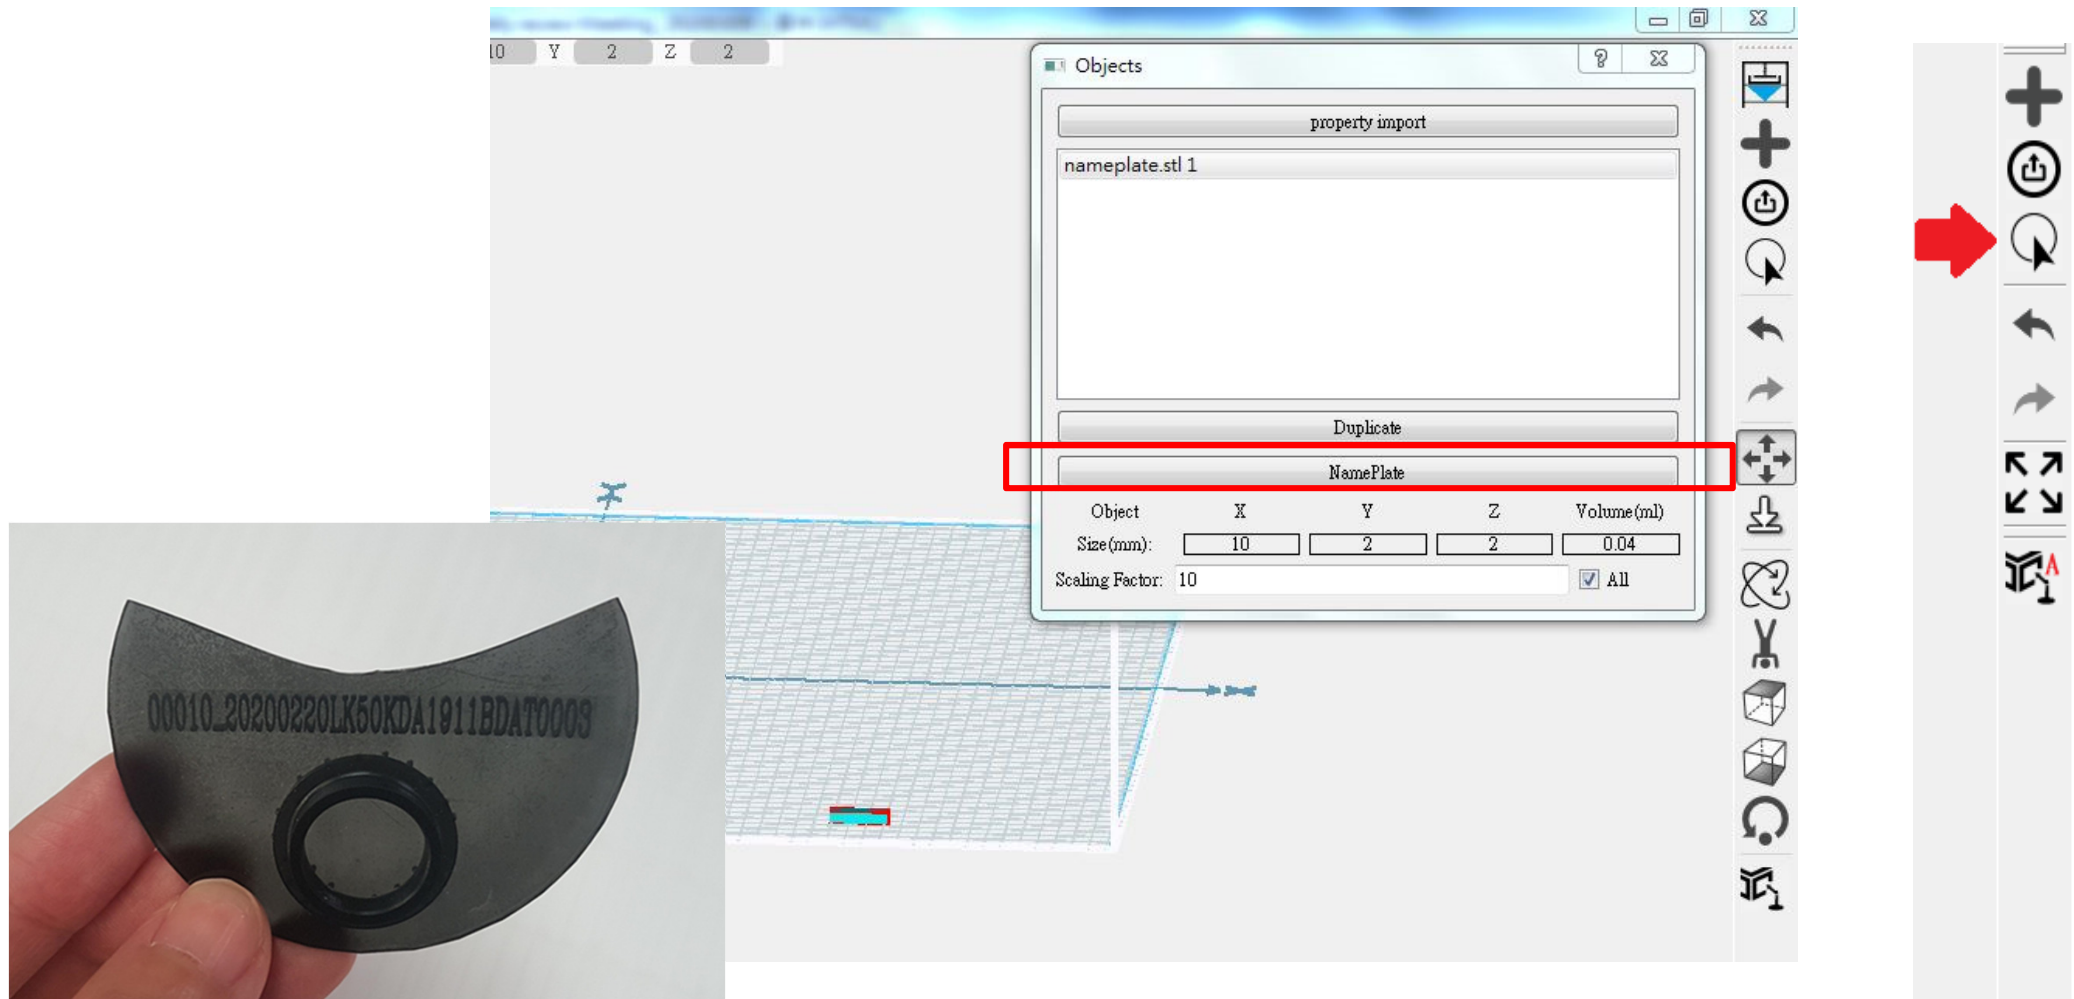 10 Y 2 Z 2
Objects
property import
nameplate.stl 1
Duplicate
NamePlate
Object X Y Z Volume(ml)
Size(mm): 10 2 2 0.04
Scaling Factor: 10 All
X
A
00010_20200220LK50KDA1911BDAT0003